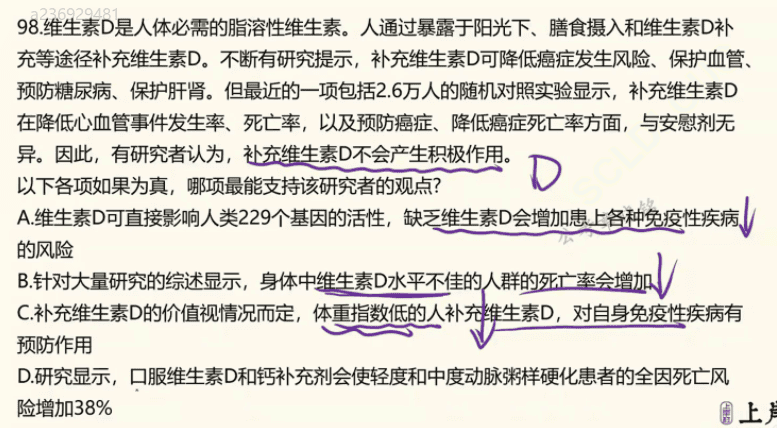 a236929481
98.维生素D是人体必需的脂溶性维生素。人通过暴露于阳光下、膳食摄入和维生素D补
充等途径补充维生素D。不断有研究提示，补充维生素D可降低癌症发生风险、保护血管、
预防糖尿病、保护肝肾。但最近的一项包括2.6万人的随机对照实验显示，补充维生素D
在降低心血管事件发生率、死亡率，以及预防癌症、降低癌症死亡率方面，与安慰剂无
异。因此，有研究者认为，补充维生素D不会产生积极作用。
D
以下各项如果为真，哪项最能支持该研究者的观点?
A.维生素D可直接影响人类229个基因的活性，缺乏维生素D会增加患上各种免疫性疾病
的风险
B.针对大量研究的综述显示，身体中维生素D水平不佳的人群的死亡率会增加
C.补充维生素D的价值视情况而定，体重指数低的人补充维生素D，对自身免疫性疾病有
预防作用
D.研究显示，口服维生素D和钙补充剂会使轻度和中度动脉粥样硬化患者的全因死亡风
险增加38%
上岸